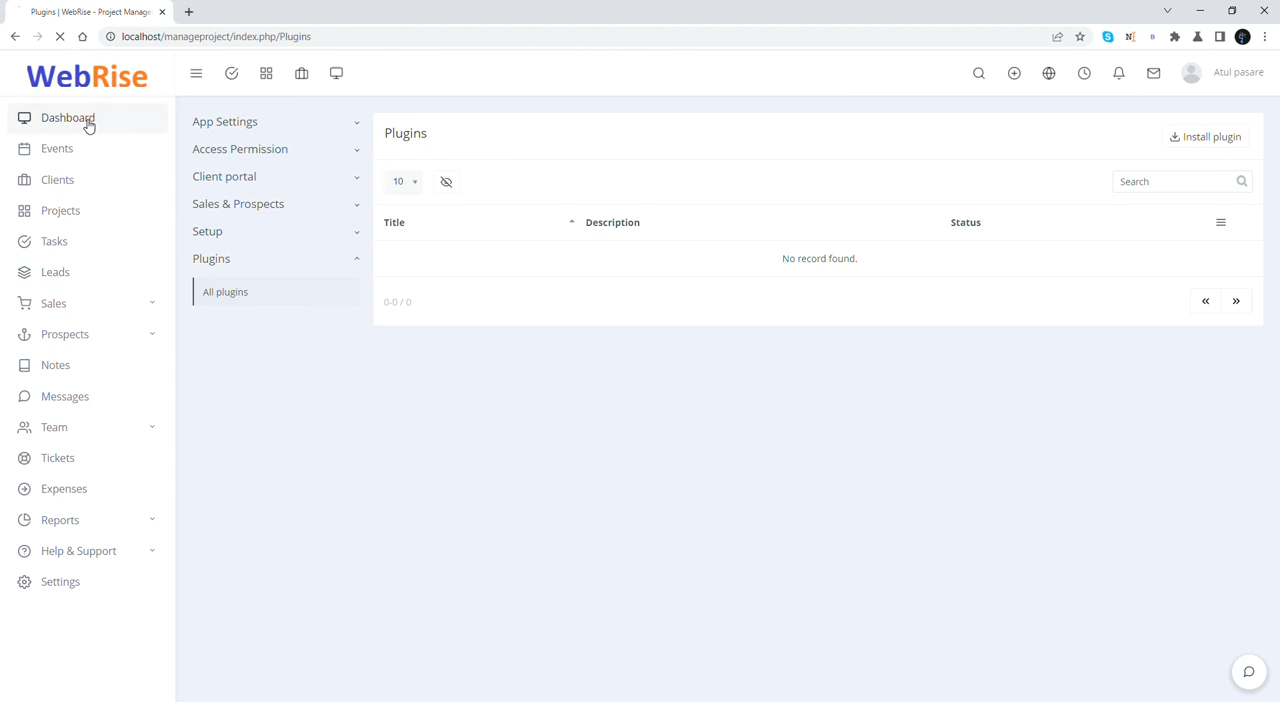 Plugins | WebRise - Project Manage
localhost/manageproject/index.php/Plugins
WebRise
Atul pasare
Dashboard
Events
Clients
Projects
Tasks
Leads
Sales
Prospects
Notes
Messages
Team
Tickets
Expenses
Reports
Help & Support
Settings
App Settings
Access Permission
Client portal
Sales & Prospects
Setup
Plugins
All plugins
Plugins
Install plugin
10
Search
Title Description Status
No record found.
0-0 / 0
« »